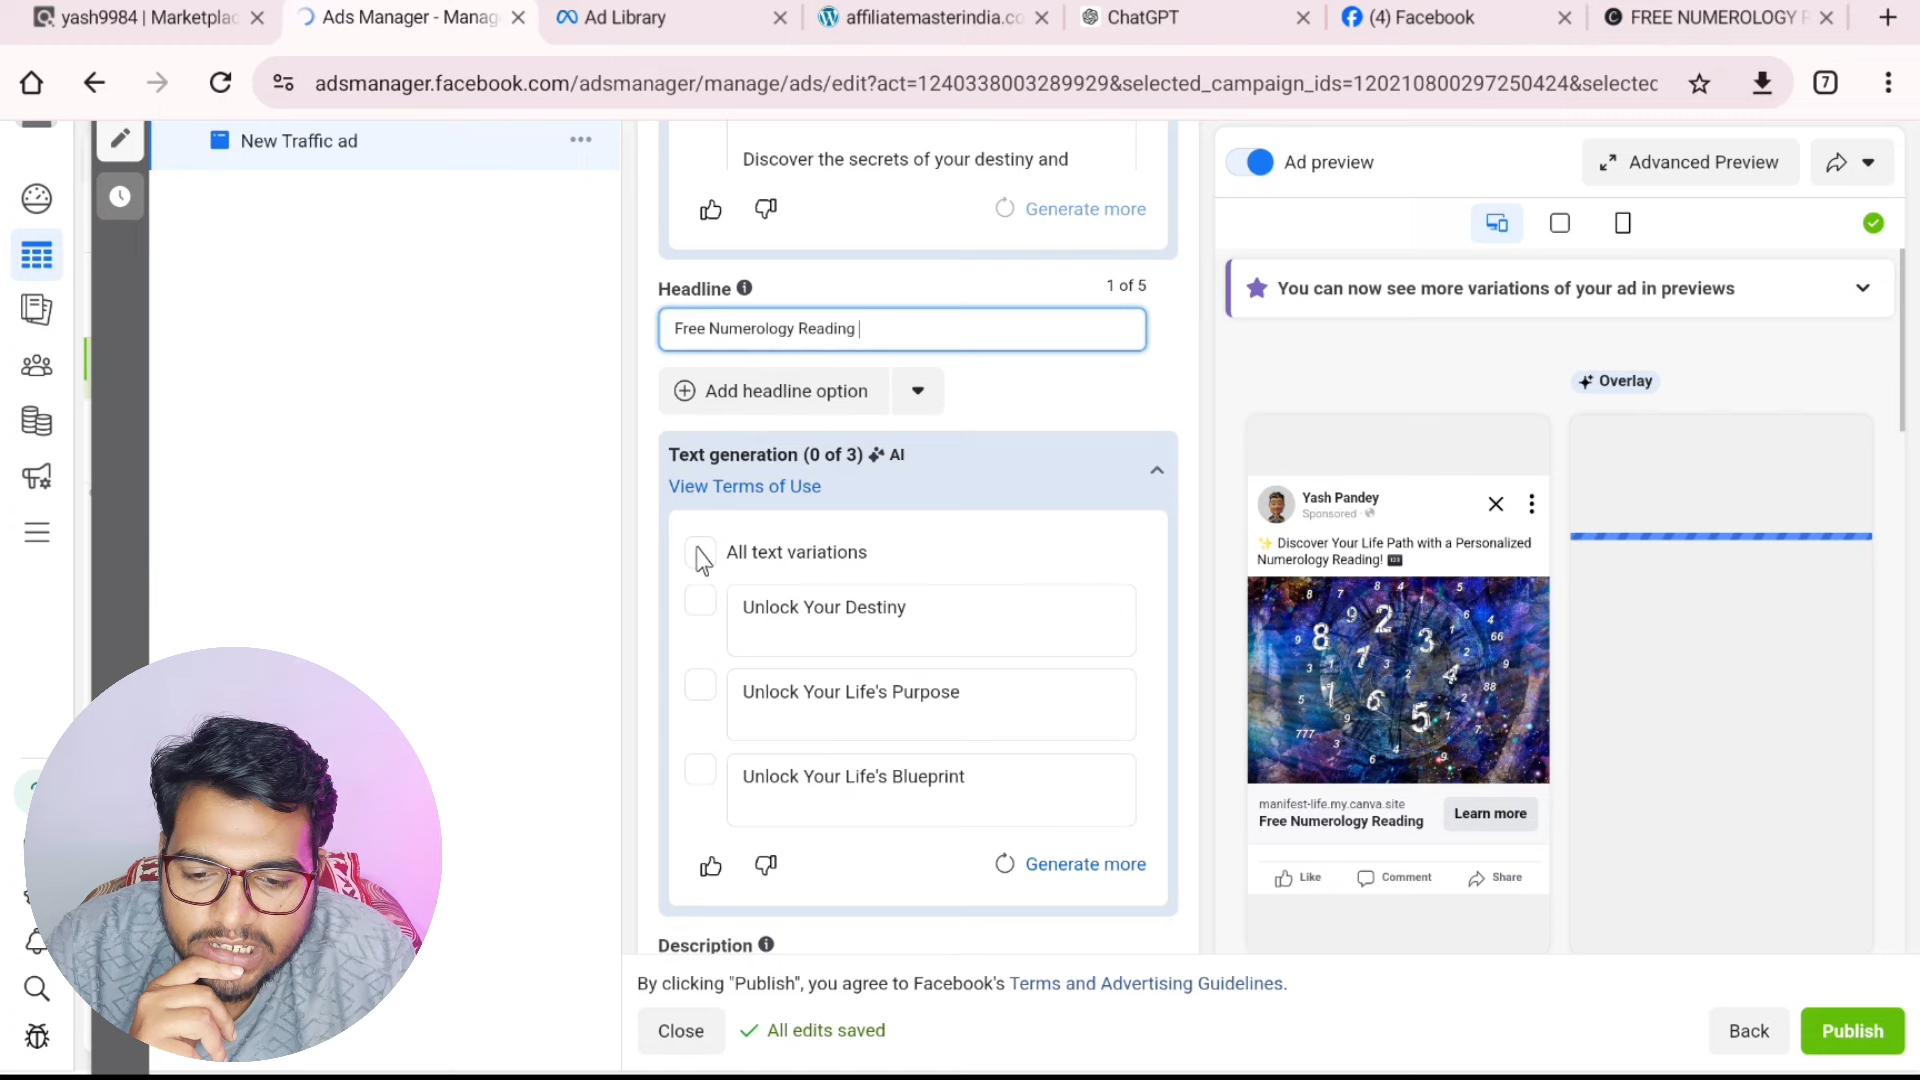 yash9984 | Marketplac
Ads Manager - Manag
Ad Library
affiliatemasterindia.co
ChatGPT
(4) Facebook
FREE NUMEROLOGY R
adsmanager.facebook.com/adsmanager/manage/ads/edit?act=1240338003289929&selected_campaign_ids=120210800297250424&selected
7
New Traffic ad
Discover the secrets of your destiny and
Generate more
Headline
1 of 5
Free Numerology Reading
Add headline option
Text generation (0 of 3) AI
View Terms of Use
All text variations
Unlock Your Destiny
Unlock Your Life's Purpose
Unlock Your Life's Blueprint
Generate more
Description
By clicking "Publish", you agree to Facebook's Terms and Advertising Guidelines.
Close
All edits saved
Back
Publish
Ad preview
Advanced Preview
You can now see more variations of your ad in previews
Overlay
Yash Pandey
Sponsored ·
✨ Discover Your Life Path with a Personalized
Numerology Reading! 🔢
manifest-life.my.canva.site
Free Numerology Reading
Learn more
Like
Comment
Share